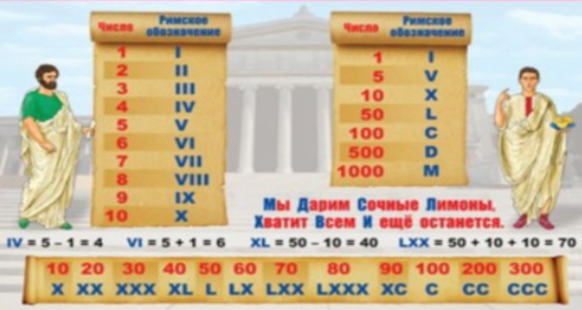 Число Римское обозначение
1 I
2 II
3 III
4 IV
5 V
6 VI
7 VII
8 VIII
9 IX
10 X
Число Римское обозначение
1 I
5 V
10 X
50 L
100 C
500 D
1000 M
Мы Дарим Сочные Лимоны,
Хватит Всем И ещё останется.
IV = 5 – 1 = 4 VI = 5 + 1 = 6 XL = 50 – 10 = 40 LXX = 50 + 10 + 10 = 70
10 20 30 40 50 60 70 80 90 100 200 300
X XX XXX XL L LX LXX LXXX XC C CC CCC